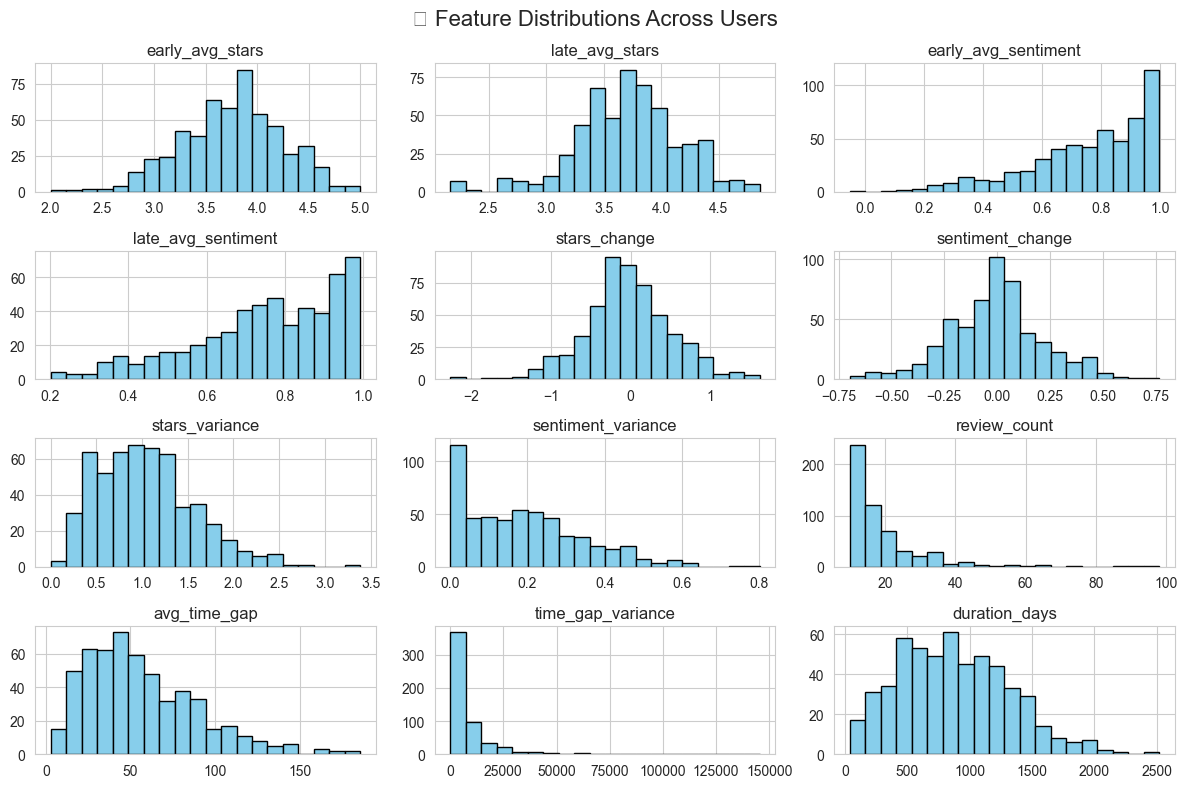 ▯ Feature Distributions Across Users
early_avg_stars late_avg_stars early_avg_sentiment
75 50 25 0
2.0 2.5 3.0 3.5 4.0 4.5 5.0
75 50 25 0
2.5 3.0 3.5 4.0 4.5
100 50 0
0.0 0.2 0.4 0.6 0.8 1.0
late_avg_sentiment stars_change sentiment_change
60 40 20 0
0.2 0.4 0.6 0.8 1.0
75 50 25 0
−2 −1 0 1
100 50 0
−0.75 −0.50 −0.25 0.00 0.25 0.50 0.75
stars_variance sentiment_variance review_count
60 40 20 0
0.0 0.5 1.0 1.5 2.0 2.5 3.0 3.5
100 50 0
0.0 0.2 0.4 0.6 0.8
200 100 0
20 40 60 80 100
avg_time_gap time_gap_variance duration_days
60 40 20 0
0 50 100 150
300 200 100 0
0 25000 50000 75000 100000 125000 150000
60 40 20 0
0 500 1000 1500 2000 2500